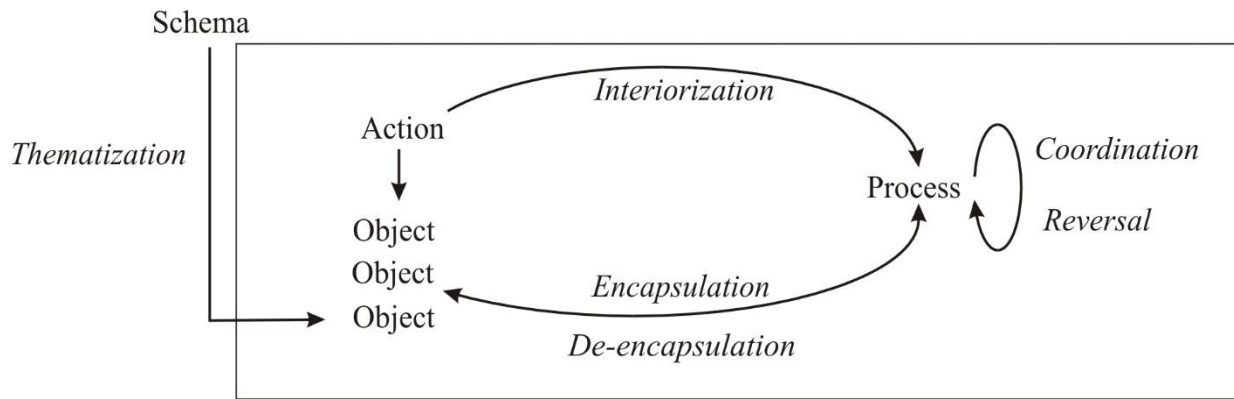 Schema
Interiorization
Action
Thematization
Coordination
Process
Reversal
Object
Object
Encapsulation
Object
De-encapsulation